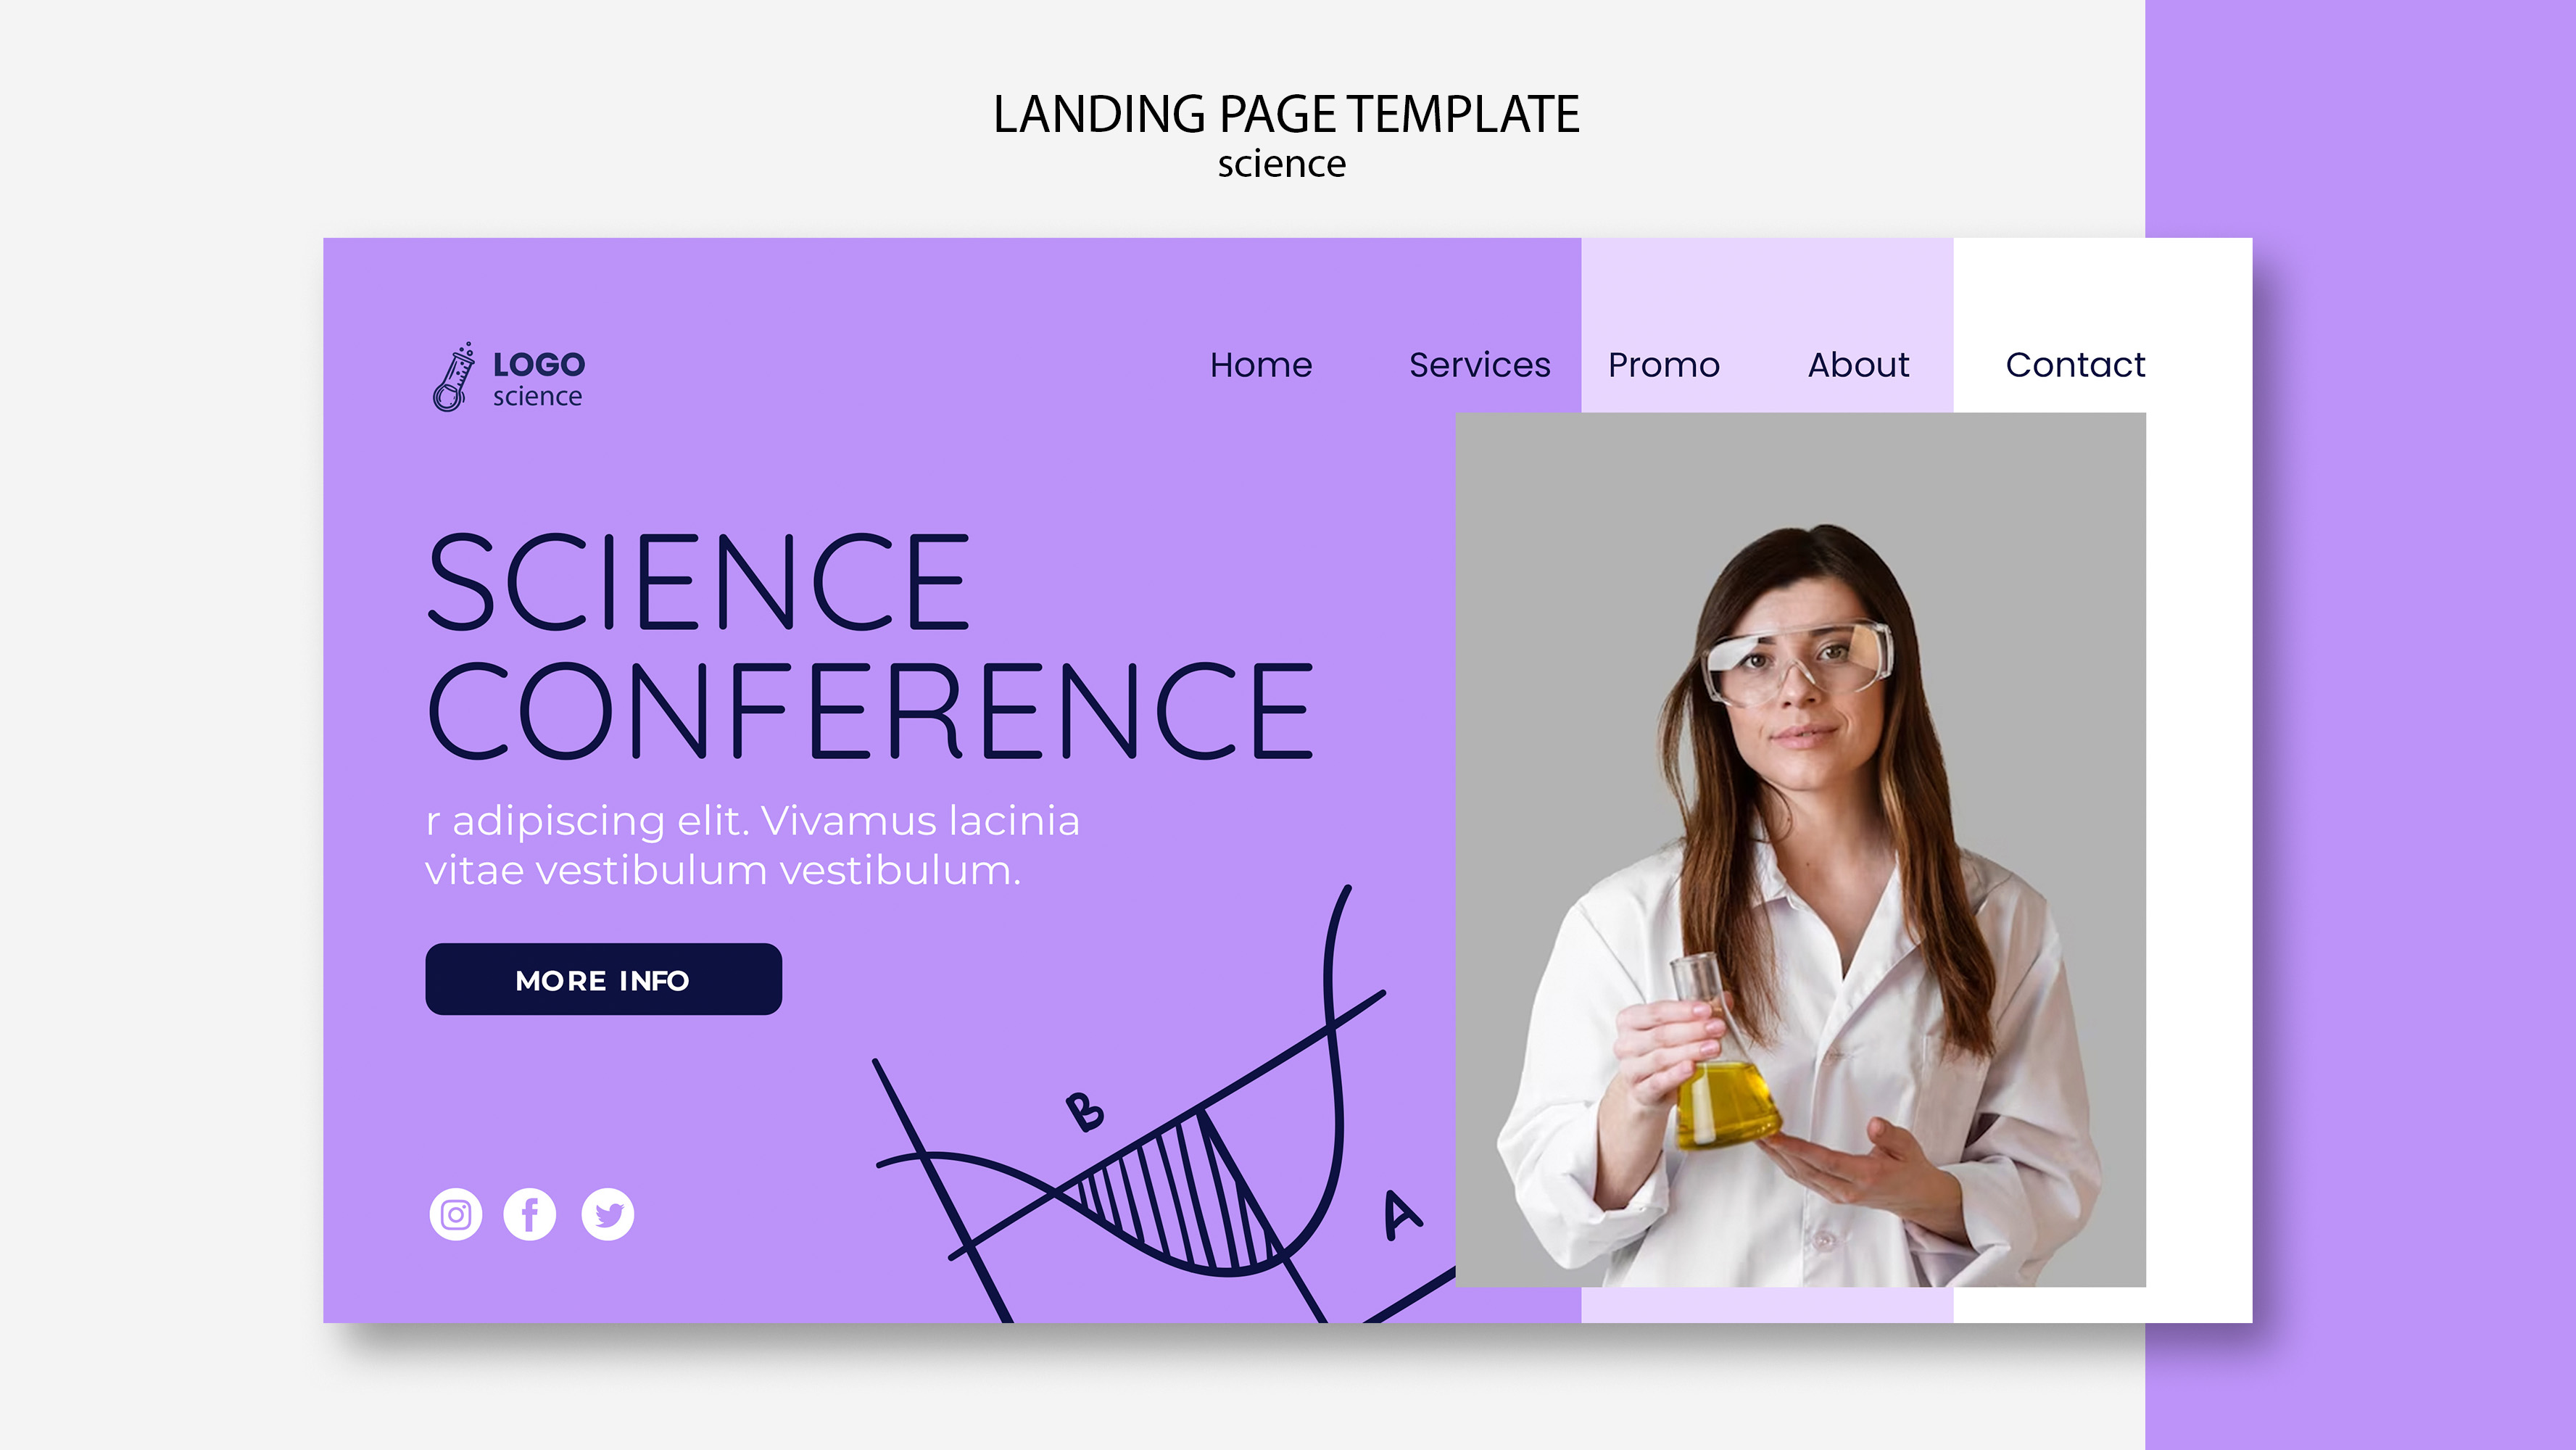 LANDING PAGE TEMPLATE
science
LOGO
science
Home Services Promo About Contact
SCIENCE
CONFERENCE
r adipiscing elit. Vivamus lacinia
vitae vestibulum vestibulum.
MORE INFO
B
A